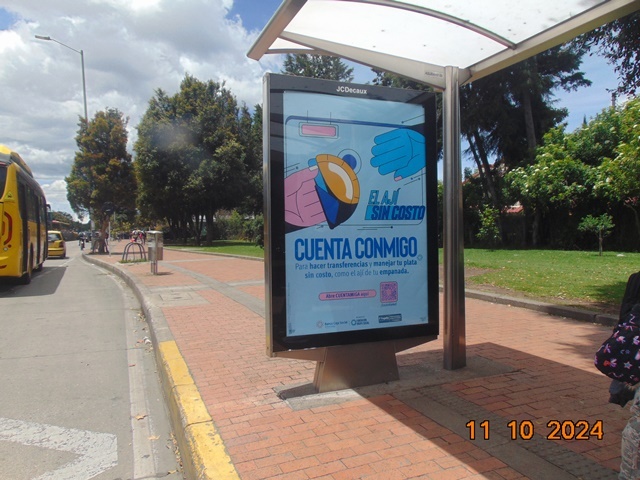 JCDecaux
EL AJÍ
SIN COSTO
CUENTA CONMIGO
Para hacer transferencias y manejar tu plata
sin costo, como el ají de tu empanada.
11 10 2024